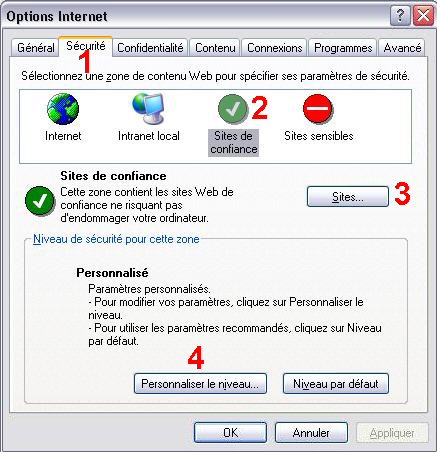 Options Internet
Général Sécurité Confidentialité Contenu Connexions Programmes Avancé
1
Sélectionnez une zone de contenu Web pour spécifier ses paramètres de sécurité.
2
Internet Intranet local Sites de confiance Sites sensibles
Sites de confiance
Cette zone contient les sites Web de
confiance ne risquant pas
d'endommager votre ordinateur.
Sites... 3
Niveau de sécurité pour cette zone
Personnalisé
Paramètres personnalisés.
- Pour modifier vos paramètres, cliquez sur Personnaliser le
niveau.
- Pour utiliser les paramètres recommandés, cliquez sur Niveau
par défaut.
4
Personnaliser le niveau... Niveau par défaut
OK Annuler Appliquer